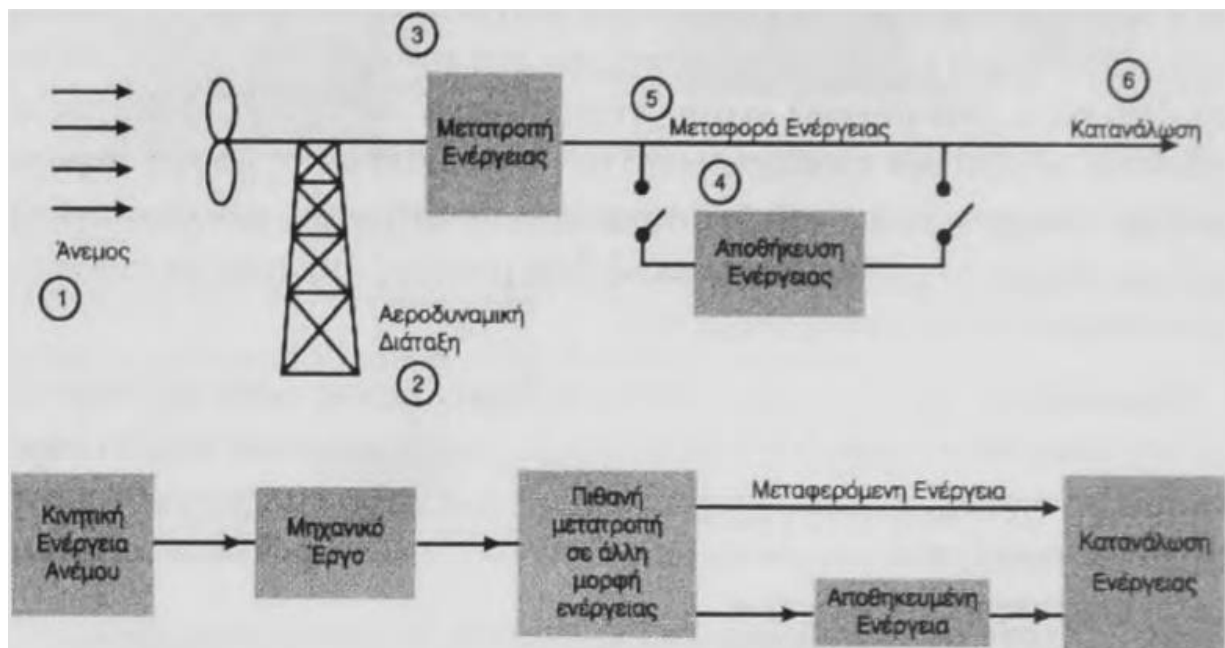 3
Μετατροπή
Ενέργειας
5
Μεταφορά Ενέργειας
6
Κατανάλωση
4
Αποθήκευση
Ενέργειας
Άνεμος
1
Αεροδυναμική
Διάταξη
2
Κινητική
Ενέργεια
Ανέμου
Μηχανικό
Έργο
Πιθανή
μετατροπή
σε άλλη
μορφή
ενέργειας
Μεταφερόμενη Ενέργεια
Αποθηκευμένη
Ενέργεια
Κατανάλωση
Ενέργειας